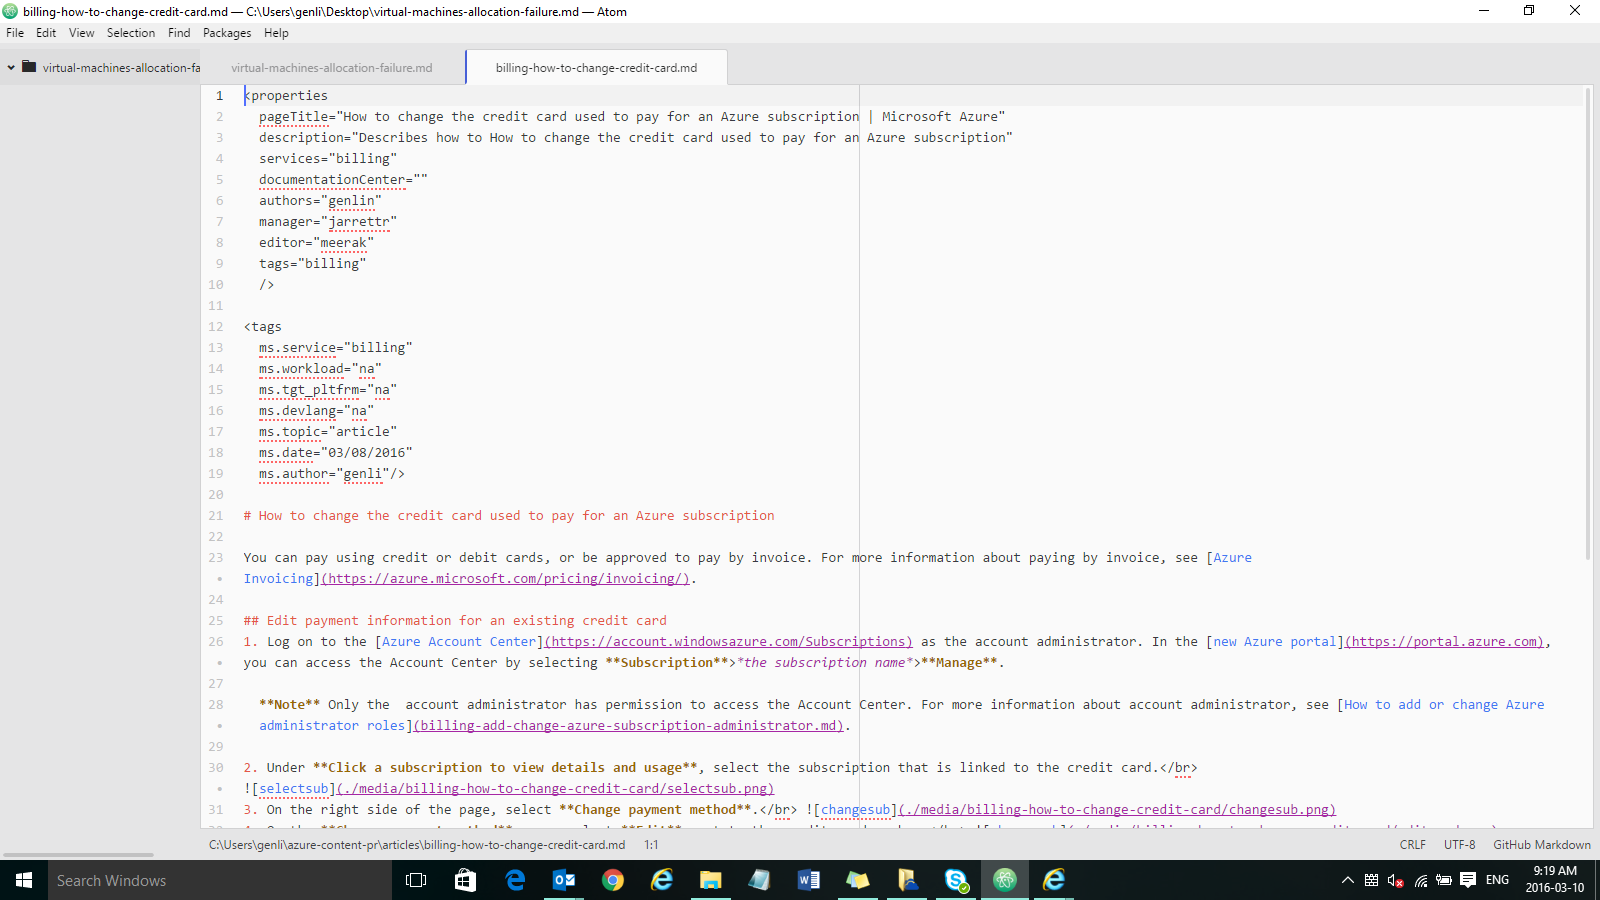 billing-how-to-change-credit-card.md — C:\Users\genli\Desktop\virtual-machines-allocation-failure.md — Atom
File Edit View Selection Find Packages Help
virtual-machines-allocation-fa
virtual-machines-allocation-failure.md
billing-how-to-change-credit-card.md
1 <properties
2 pageTitle="How to change the credit card used to pay for an Azure subscription | Microsoft Azure"
3 description="Describes how to How to change the credit card used to pay for an Azure subscription"
4 services="billing"
5 documentationCenter=""
6 authors="genlin"
7 manager="jarrettr"
8 editor="meerak"
9 tags="billing"
10 />
11
12 <tags
13 ms.service="billing"
14 ms.workload="na"
15 ms.tgt_pltfrm="na"
16 ms.devlang="na"
17 ms.topic="article"
18 ms.date="03/08/2016"
19 ms.author="genli"/>
20
21 # How to change the credit card used to pay for an Azure subscription
22
23 You can pay using credit or debit cards, or be approved to pay by invoice. For more information about paying by invoice, see [Azure
• Invoicing](https://azure.microsoft.com/pricing/invoicing/).
24
25 ## Edit payment information for an existing credit card
26 1. Log on to the [Azure Account Center](https://account.windowsazure.com/Subscriptions) as the account administrator. In the [new Azure portal](https://portal.azure.com),
• you can access the Account Center by selecting **Subscription**>*the subscription name*>**Manage**.
27
28 **Note** Only the  account administrator has permission to access the Account Center. For more information about account administrator, see [How to add or change Azure
• administrator roles](billing-add-change-azure-subscription-administrator.md).
29
30 2. Under **Click a subscription to view details and usage**, select the subscription that is linked to the credit card.</br>
• ![selectsub](./media/billing-how-to-change-credit-card/selectsub.png)
31 3. On the right side of the page, select **Change payment method**.</br> ![changesub](./media/billing-how-to-change-credit-card/changesub.png)
C:\Users\genli\azure-content-pr\articles\billing-how-to-change-credit-card.md 1:1 CRLF UTF-8 GitHub Markdown
Search Windows
ENG
9:19 AM
2016-03-10